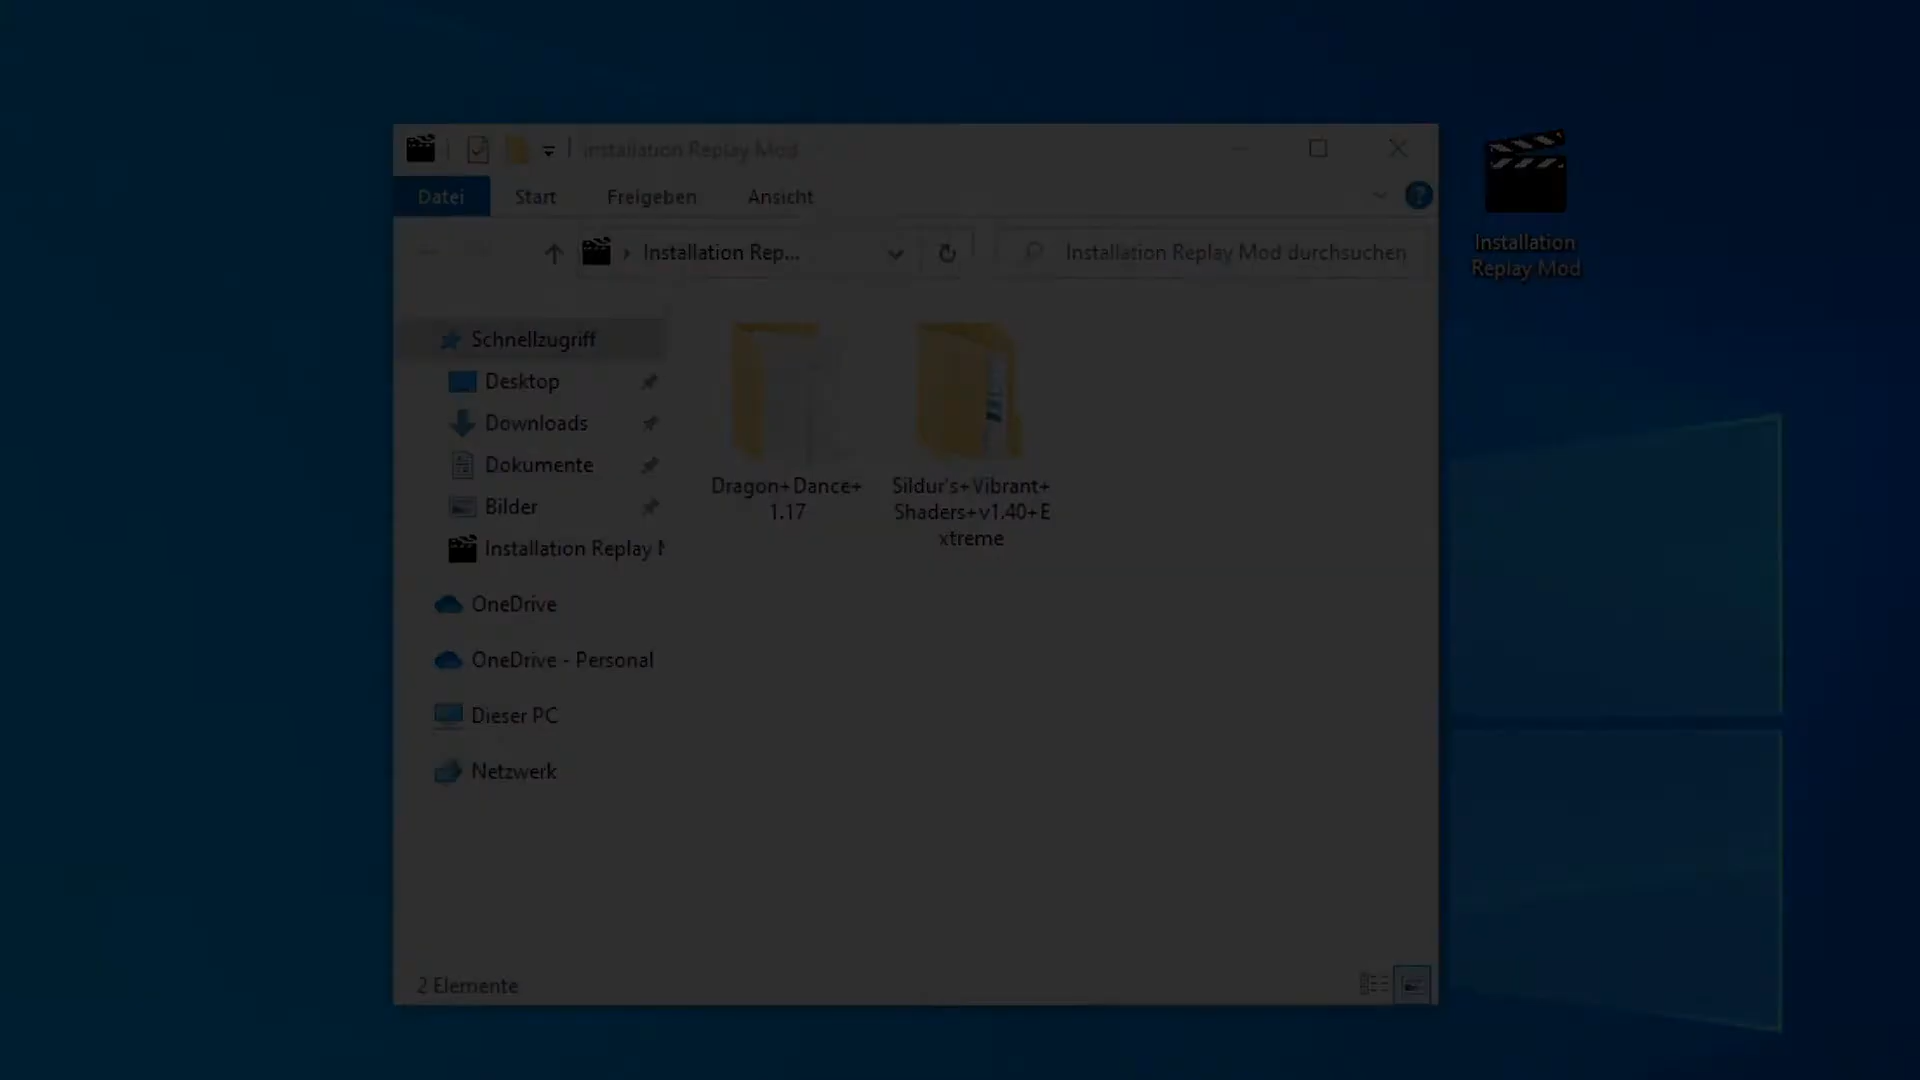 Installation Replay Mod
Datei Start Freigeben Ansicht
Installation Rep... Installation Replay Mod durchsuchen
Installation
Replay Mod
Schnellzugriff
Desktop
Downloads
Dokumente
Bilder
Installation Replay M
OneDrive
OneDrive - Personal
Dieser PC
Netzwerk
Dragon+Dance+
1.17
Sildur's+Vibrant+
Shaders+v1.40+E
xtreme
2 Elemente